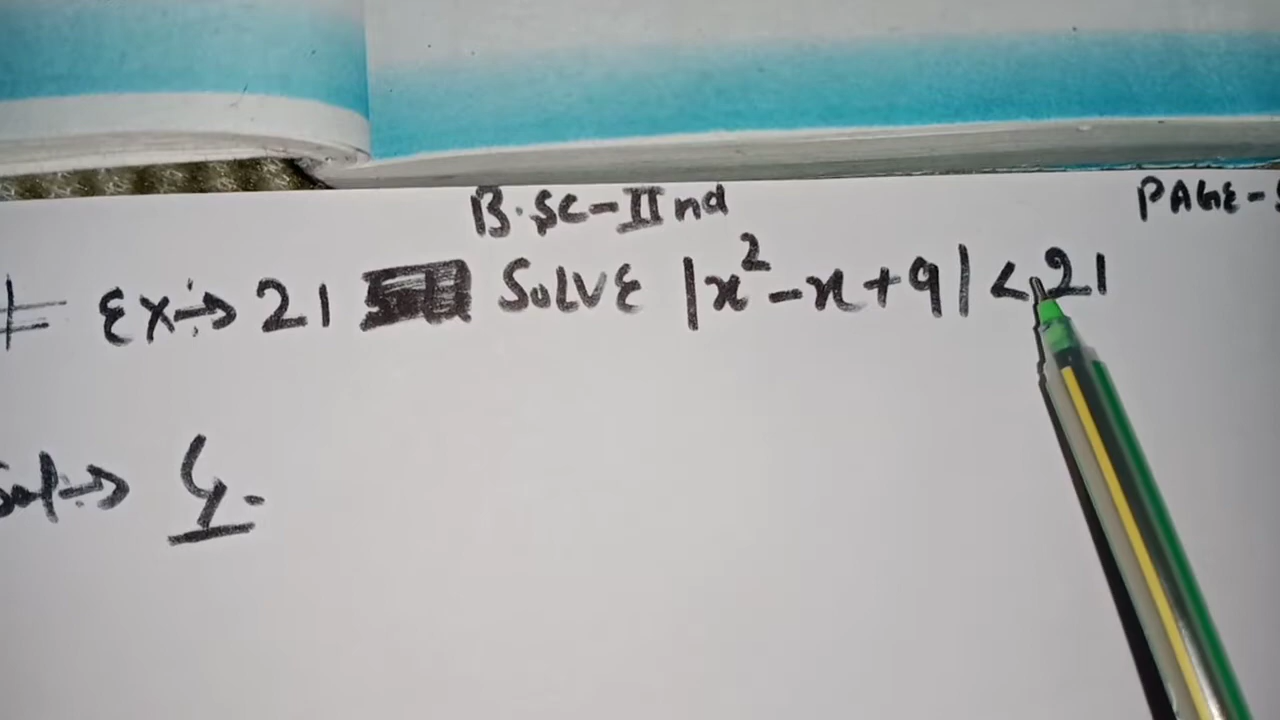 B.SC-IInd
PAGE-
Ex:→ 21 SOLVE |x²-x+9| < 21
Sol:→